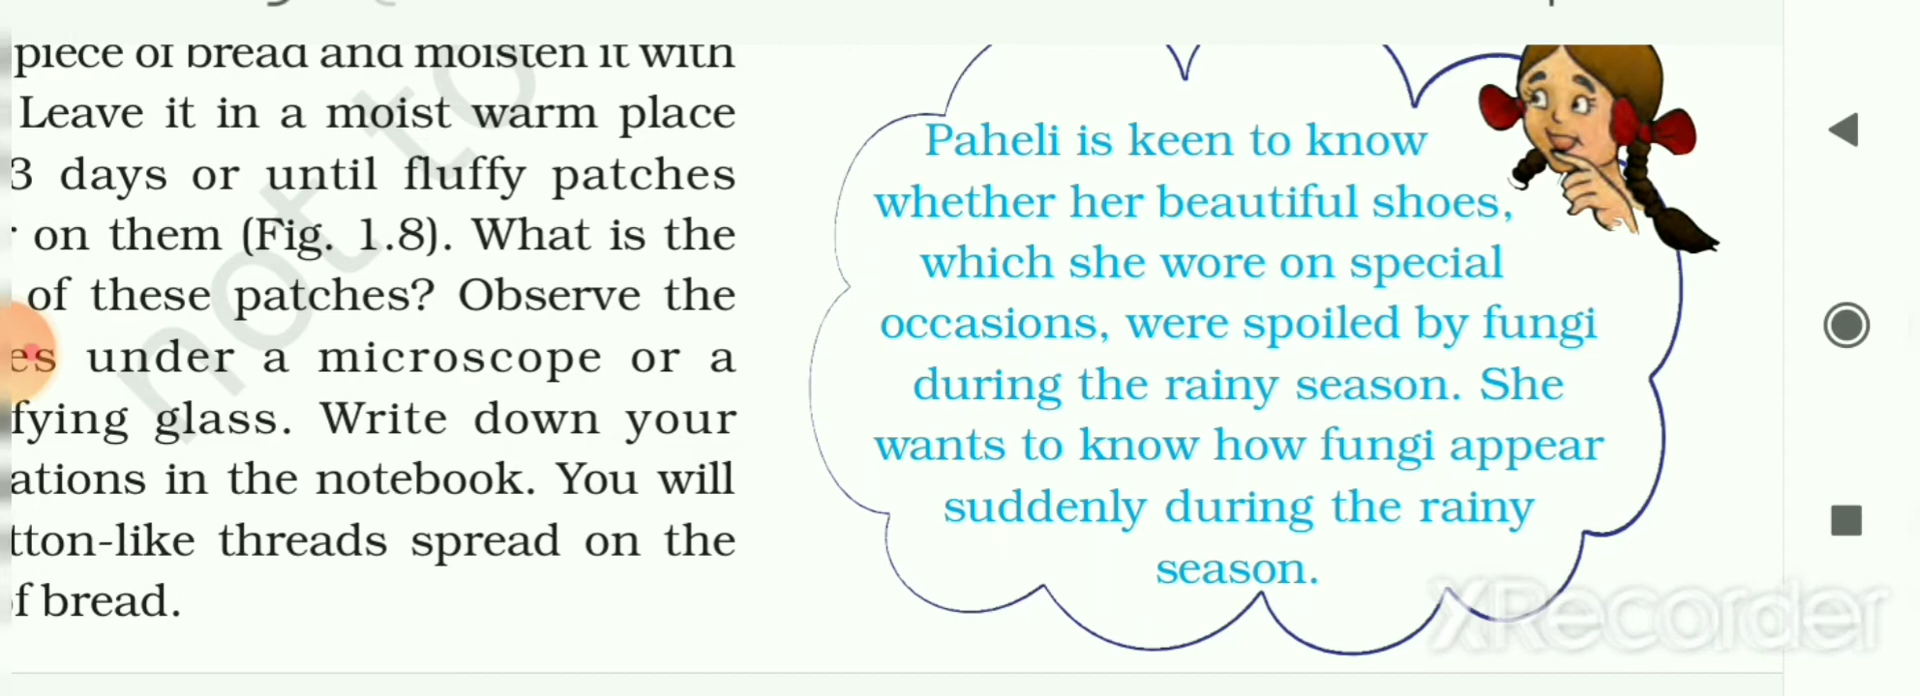 piece of bread and moisten it with
Leave it in a moist warm place
3 days or until fluffy patches
on them (Fig. 1.8). What is the
of these patches? Observe the
es under a microscope or a
fying glass. Write down your
ations in the notebook. You will
tton-like threads spread on the
f bread.
Paheli is keen to know
whether her beautiful shoes,
which she wore on special
occasions, were spoiled by fungi
during the rainy season. She
wants to know how fungi appear
suddenly during the rainy
season.
not to
XRecorder